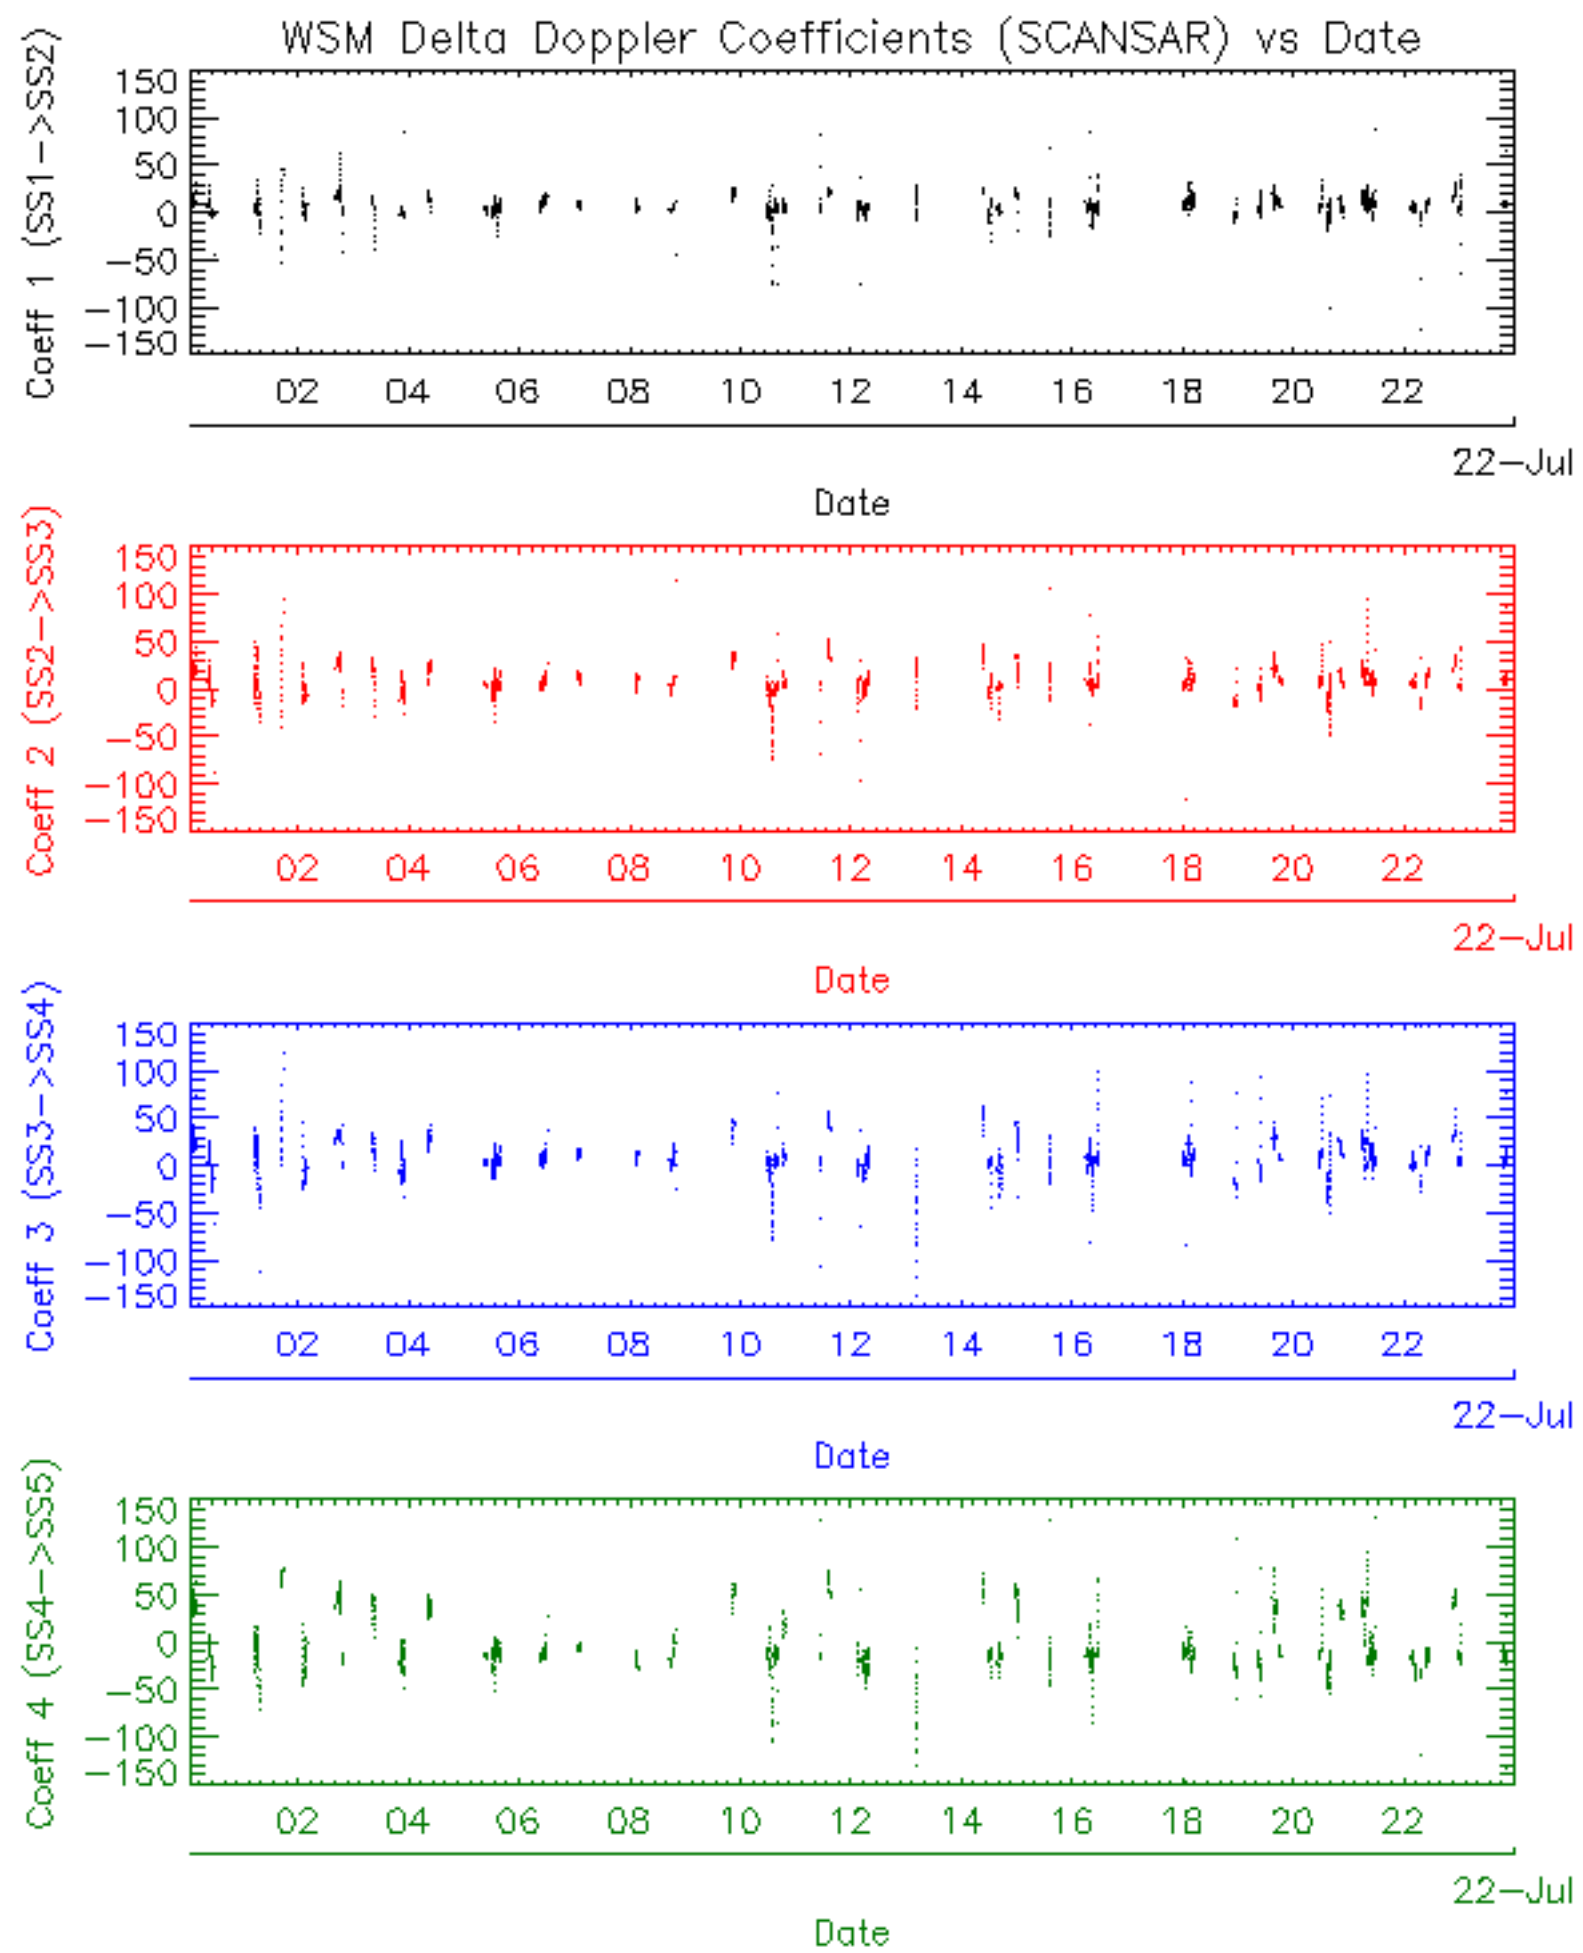 WSM Delta Doppler Coefficients (SCANSAR) vs Date
Coeff 1 (SS1->SS2)
150
100
50
0
-50
-100
-150
02 04 06 08 10 12 14 16 18 20 22
22-Jul
Date
Coeff 2 (SS2->SS3)
150
100
50
0
-50
-100
-150
02 04 06 08 10 12 14 16 18 20 22
22-Jul
Date
Coeff 3 (SS3->SS4)
150
100
50
0
-50
-100
-150
02 04 06 08 10 12 14 16 18 20 22
22-Jul
Date
Coeff 4 (SS4->SS5)
150
100
50
0
-50
-100
-150
02 04 06 08 10 12 14 16 18 20 22
22-Jul
Date